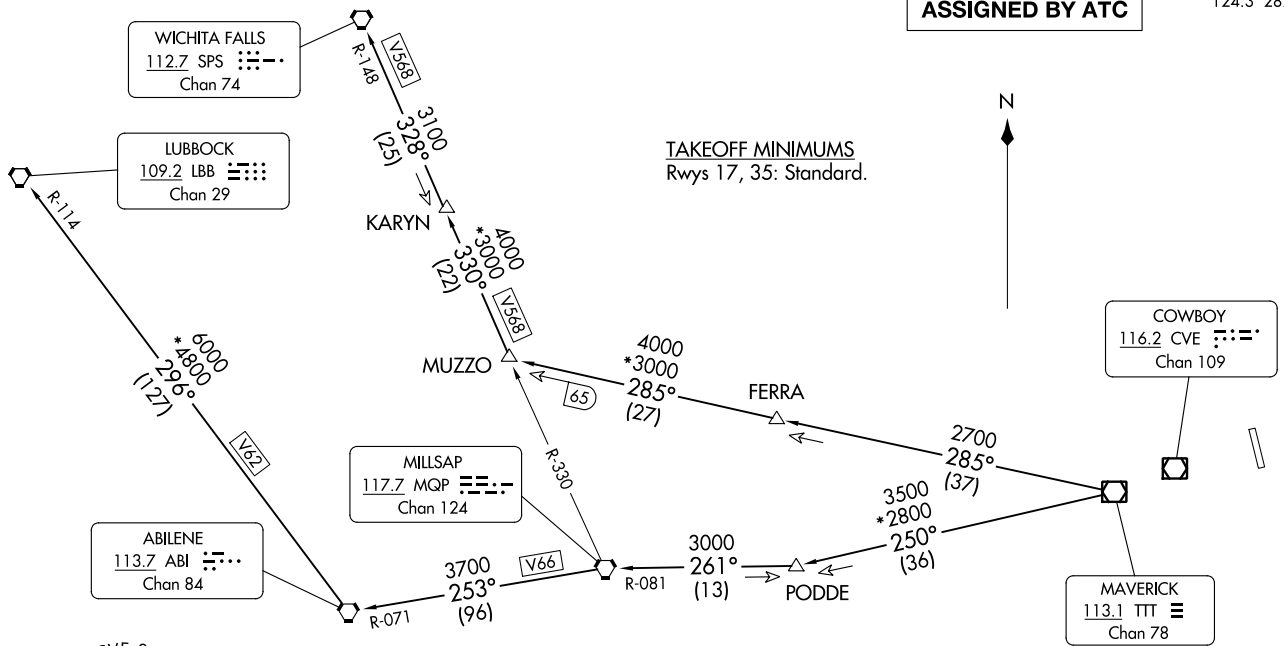 ASSIGNED BY ATC
WICHITA FALLS
112.7 SPS
Chan 74
R-148
V568
3100
328°
(25)
LUBBOCK
109.2 LBB
Chan 29
R-114
TAKEOFF MINIMUMS
Rwys 17, 35: Standard.
N
KARYN
4000
*3000
330°
(22)
V568
COWBOY
116.2 CVE
Chan 109
6000
*4800
296°
(127)
V62
MUZZO
65
4000
*3000
285°
(27)
FERRA
2700
285°
(37)
R-330
MILLSAP
117.7 MQP
Chan 124
3500
*2800
250°
(36)
ABILENE
113.7 ABI
Chan 84
R-071
3700
253°
(96)
V66
R-081
3000
261°
(13)
PODDE
MAVERICK
113.1 TTT
Chan 78